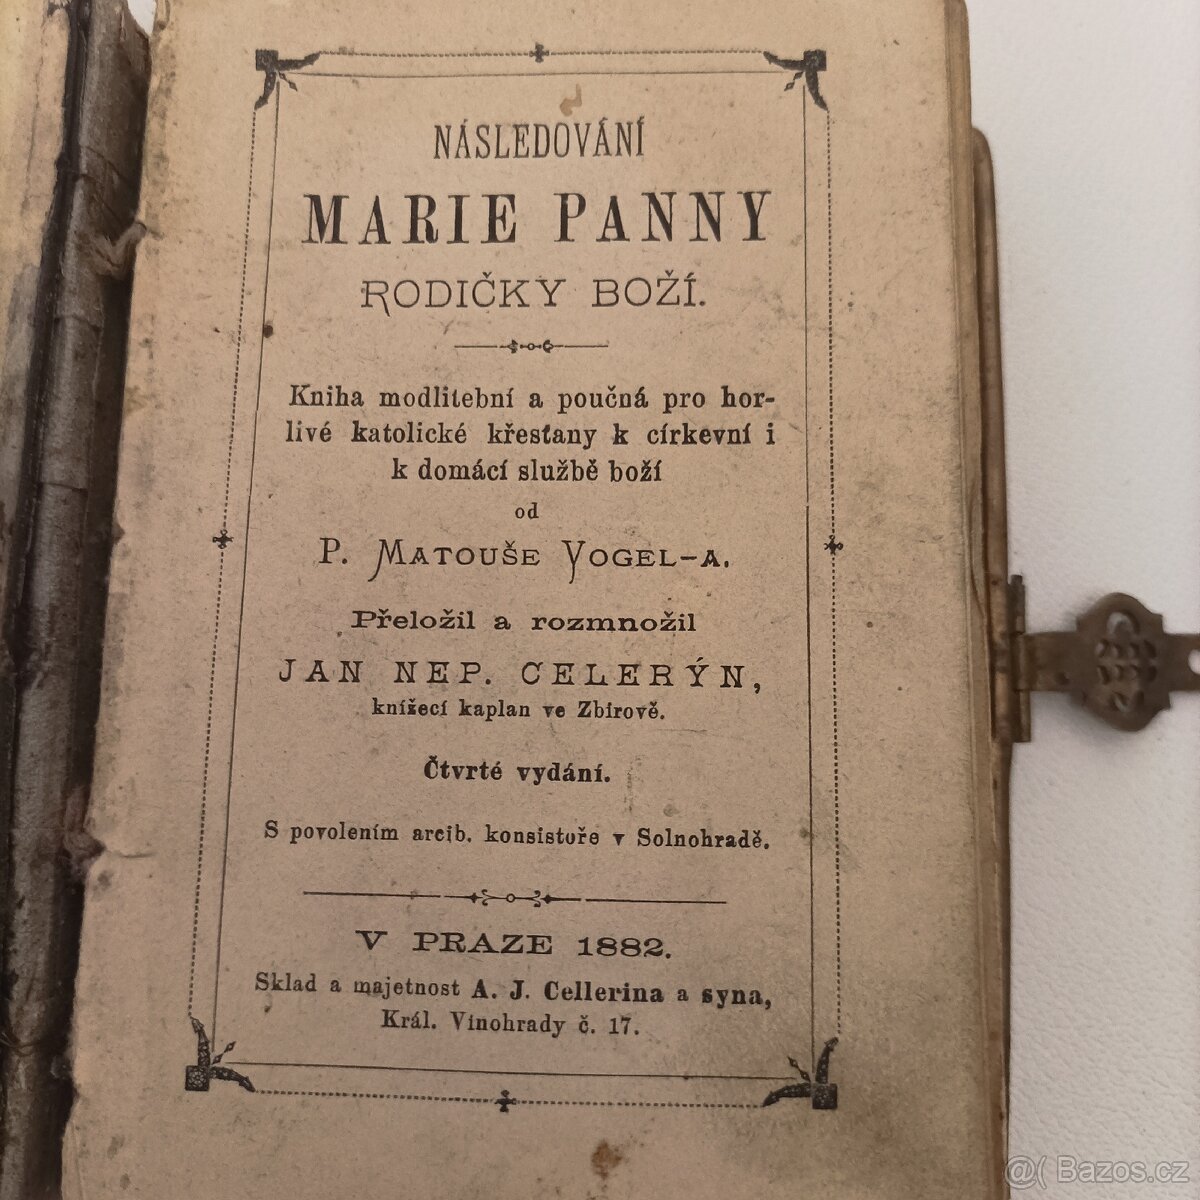 NÁSLEDOVÁNÍ
MARIE PANNY
RODIČKY BOŽÍ.
Kniha modlitební a poučná pro hor-
livé katolické křesťany k církevní i
k domácí službě boží
od
P. MATOUŠE VOGEL-A.
Přeložil a rozmnožil
JAN NEP. CELERÝN,
knížecí kaplan ve Zbirově.
Čtvrté vydání.
S povolením arcib. konsistoře v Solnohradě.
V PRAZE 1882.
Sklad a majetnost A. J. Cellerina a syna,
Král. Vinohrady č. 17.
@( Bazos.cz